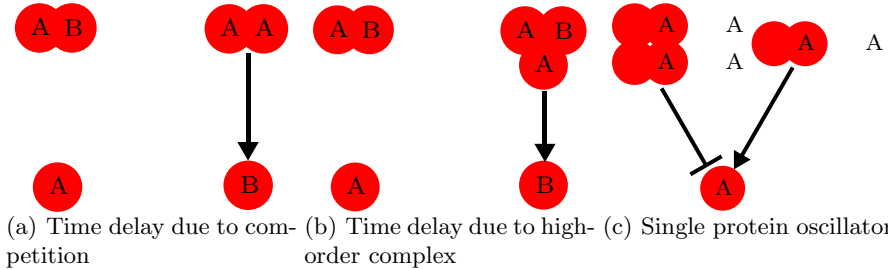 A B
A A
A B
A B
A
A A
A A
A A
A
B
A
B
A
(a) Time delay due to com-
petition
(b) Time delay due to high-
order complex
(c) Single protein oscillator